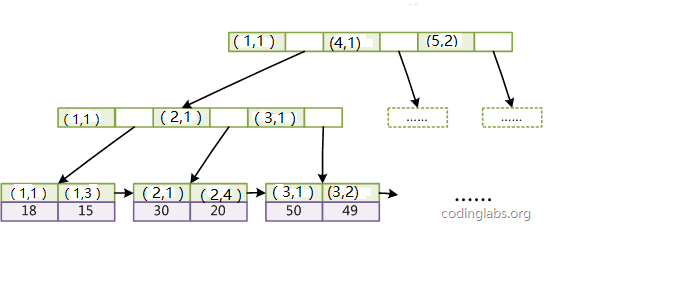 (1,1) (4,1) (5,2)
(1,1) (2,1) (3,1) ...... ......
(1,1) (1,3) (2,1) (2,4) (3,1) (3,2)
18 15 30 20 50 49 ......
codinglabs.org